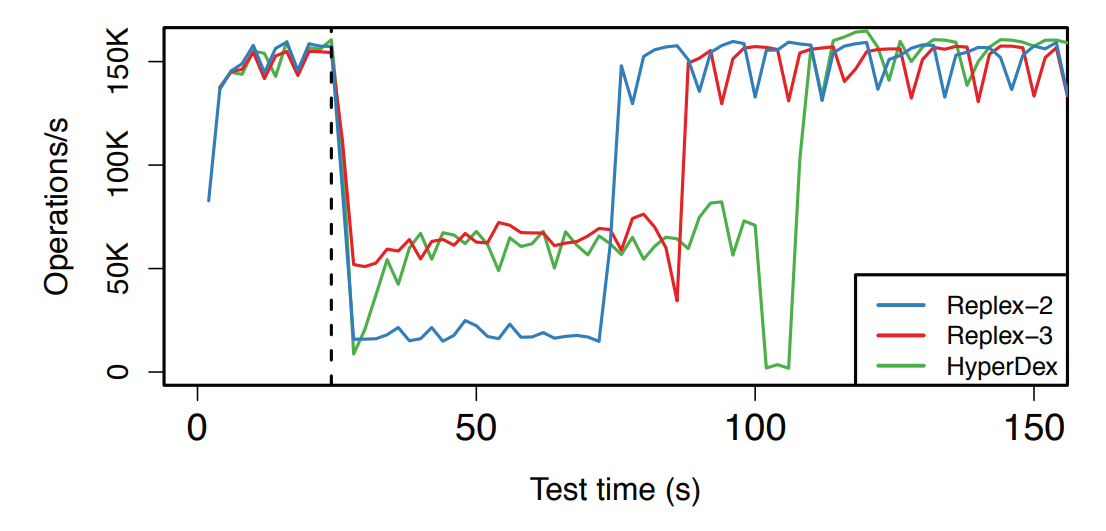 150K
100K
50K
0
Operations/s
Replex−2
Replex−3
HyperDex
0 50 100 150
Test time (s)